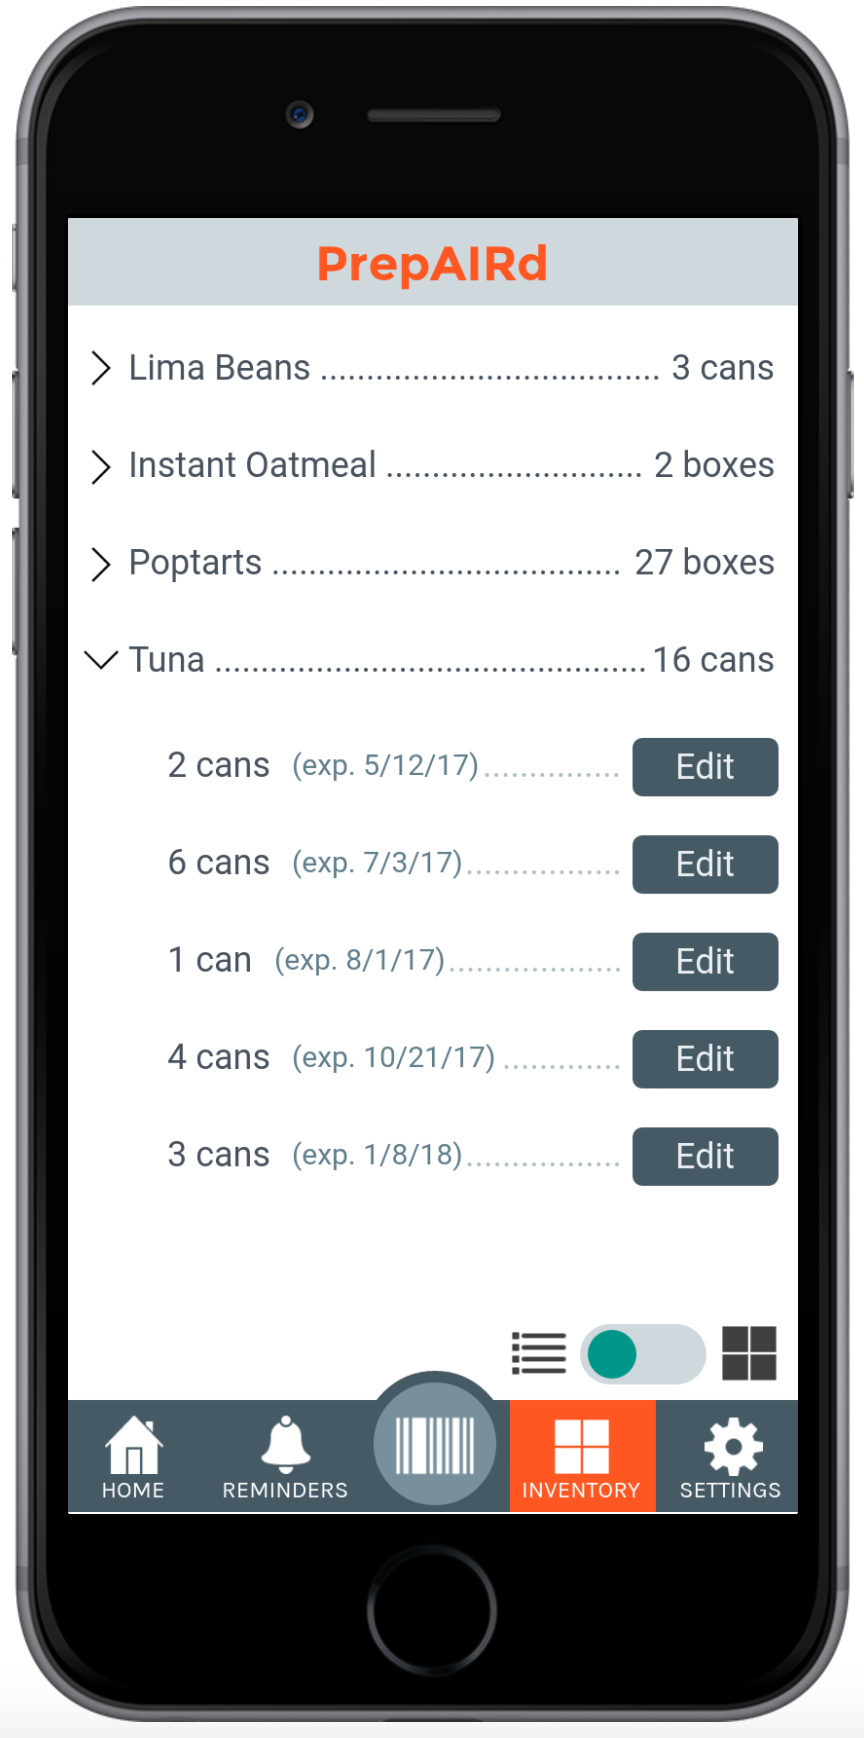 PrepAIRd
Lima Beans ..................................... 3 cans
Instant Oatmeal ............................ 2 boxes
Poptarts ...................................... 27 boxes
Tuna ...............................................16 cans
2 cans (exp. 5/12/17)............... Edit
6 cans (exp. 7/3/17)................. Edit
1 can (exp. 8/1/17)................... Edit
4 cans (exp. 10/21/17) ............. Edit
3 cans (exp. 1/8/18)................. Edit
HOME REMINDERS INVENTORY SETTINGS